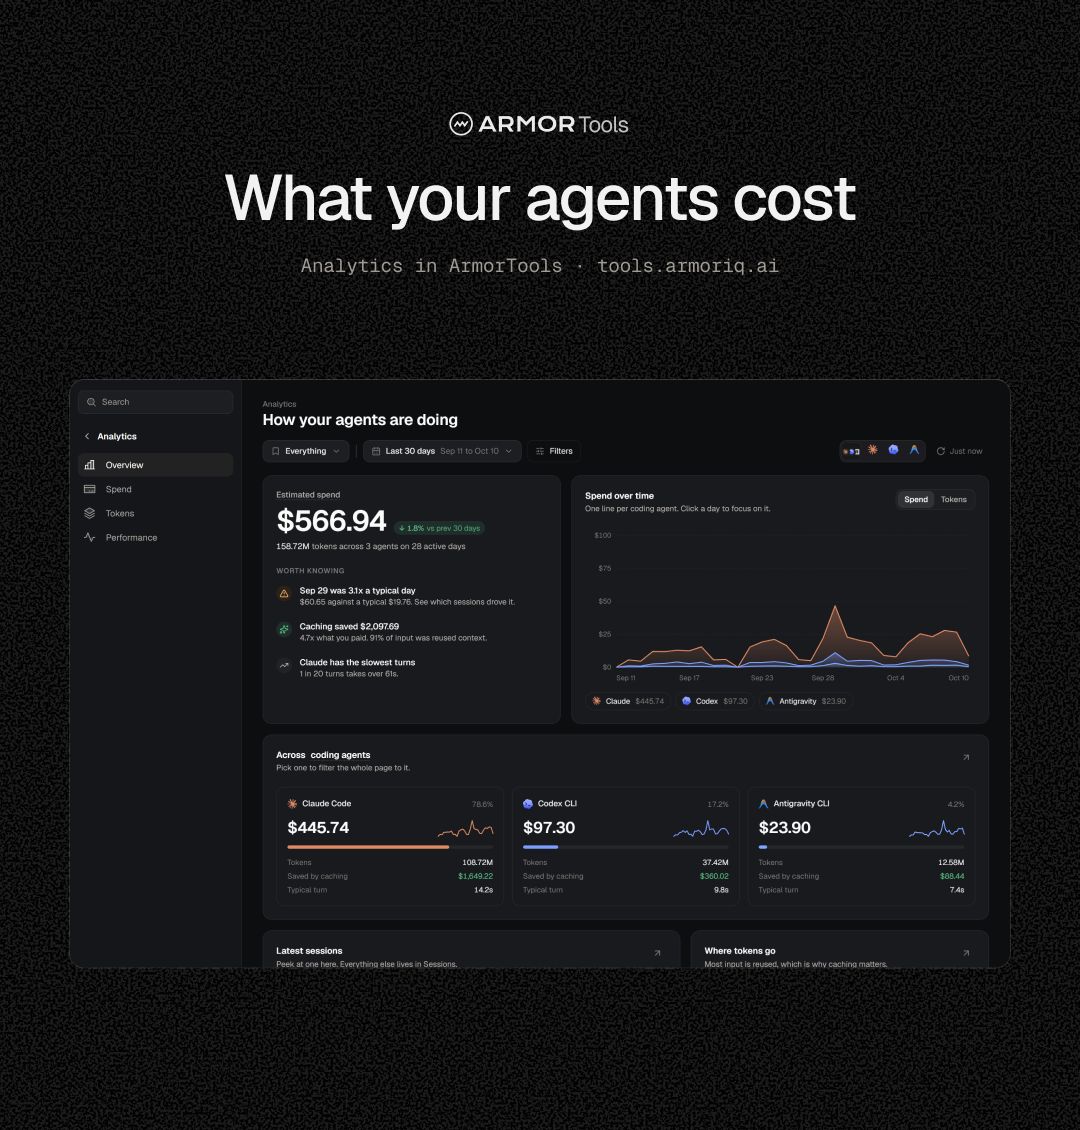 ARMOR Tools
What your agents cost
Analytics in ArmorTools · tools.armoriq.ai
Search
Analytics
Overview
Spend
Tokens
Performance
Analytics
How your agents are doing
Everything
Last 30 days Sep 11 to Oct 10
Filters
Just now
Estimated spend
$566.94 ↓ 1.8% vs prev 30 days
158.72M tokens across 3 agents on 28 active days
WORTH KNOWING
Sep 29 was 3.1x a typical day
$60.65 against a typical $19.76. See which sessions drove it.
Caching saved $2,097.69
4.7x what you paid. 91% of input was reused context.
Claude has the slowest turns
1 in 20 turns takes over 61s.
Spend over time
One line per coding agent. Click a day to focus on it.
Spend Tokens
$100
$75
$50
$25
$0
Sep 11 Sep 17 Sep 23 Sep 28 Oct 4 Oct 10
Claude $445.74 Codex $97.30 Antigravity $23.90
Across coding agents
Pick one to filter the whole page to it.
Claude Code 78.6%
$445.74
Tokens 108.72M
Saved by caching $1,649.22
Typical turn 14.2s
Codex CLI 17.2%
$97.30
Tokens 37.42M
Saved by caching $360.02
Typical turn 9.8s
Antigravity CLI 4.2%
$23.90
Tokens 12.58M
Saved by caching $88.44
Typical turn 7.4s
Latest sessions
Peek at one here. Everything else lives in Sessions.
Where tokens go
Most input is reused, which is why caching matters.